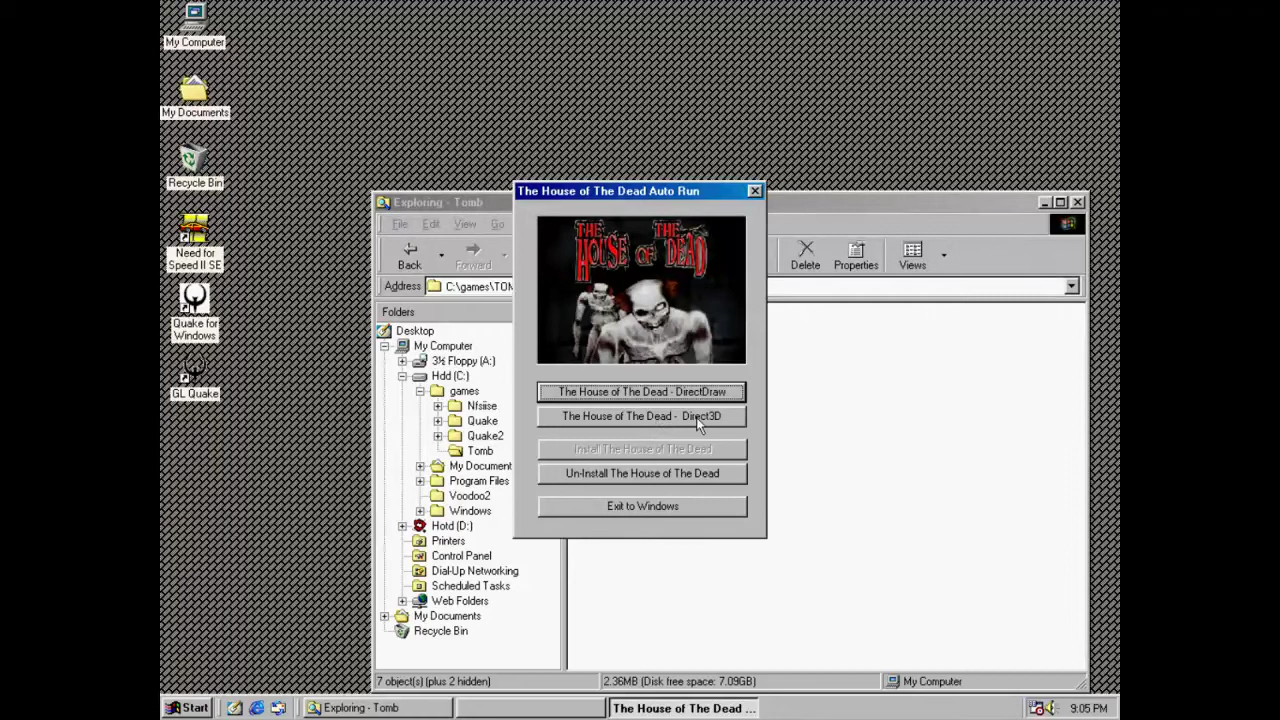 My Computer
My Documents
Recycle Bin
Need for
Speed II SE
Quake for
Windows
GL Quake
Exploring - Tomb
File Edit View Go
Back Forward Delete Properties Views
Address C:\games\TOM
Folders
Desktop
My Computer
3½ Floppy (A:)
Hdd (C:)
games
Nfsiise
Quake
Quake2
Tomb
My Document
Program Files
Voodoo2
Windows
Hotd (D:)
Printers
Control Panel
Dial-Up Networking
Scheduled Tasks
Web Folders
My Documents
Recycle Bin
7 object(s) (plus 2 hidden) 2.36MB (Disk free space: 7.09GB) My Computer
The House of The Dead Auto Run
THE HOUSE OF THE DEAD
The House of The Dead - DirectDraw
The House of The Dead - Direct3D
Install The House of The Dead
Un-Install The House of The Dead
Exit to Windows
Start Exploring - Tomb The House of The Dead ... 9:05 PM